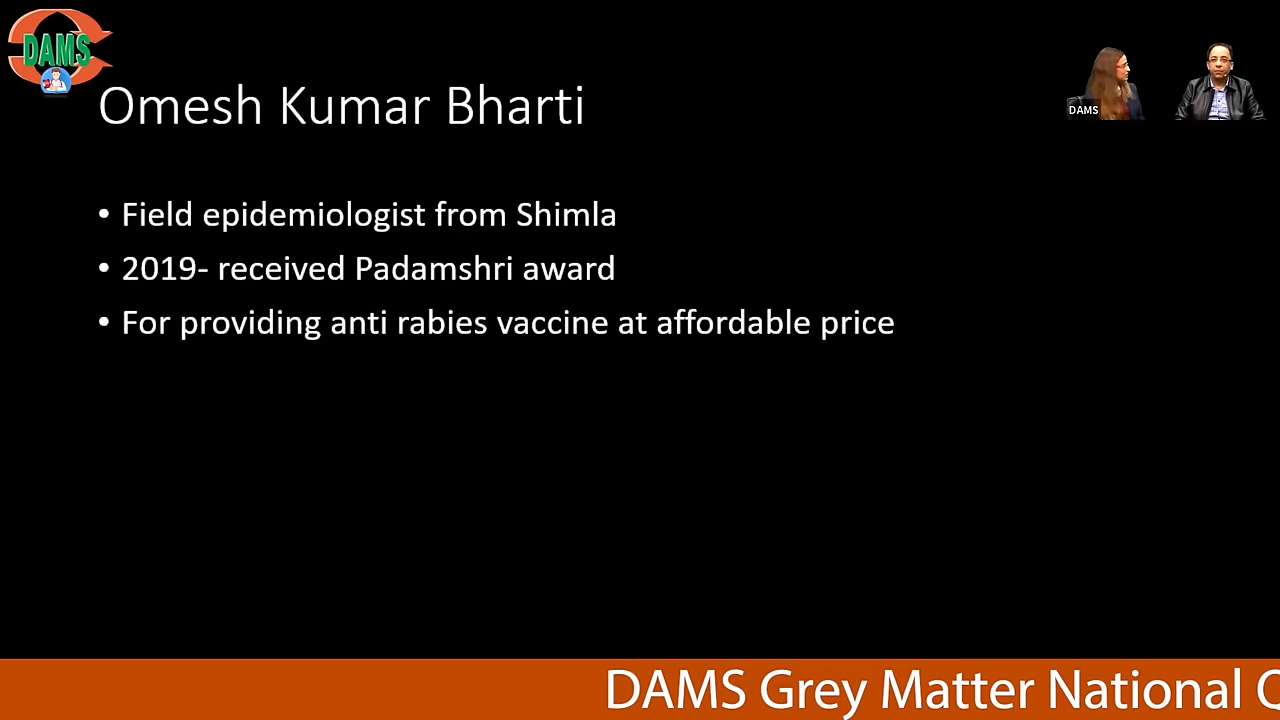 DAMS
Omesh Kumar Bharti
DAMS
• Field epidemiologist from Shimla
• 2019- received Padamshri award
• For providing anti rabies vaccine at affordable price
DAMS Grey Matter National